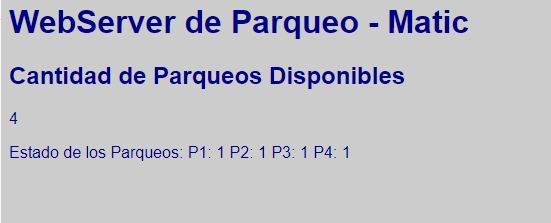 WebServer de Parqueo - Matic
Cantidad de Parqueos Disponibles
4
Estado de los Parqueos: P1: 1 P2: 1 P3: 1 P4: 1